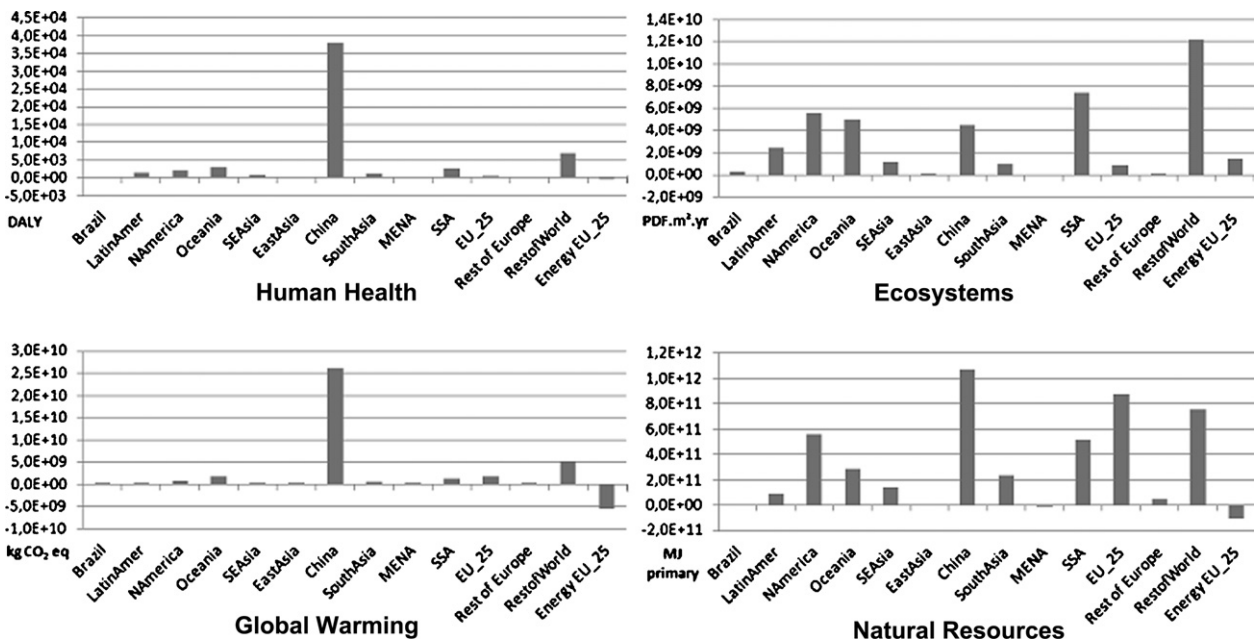 4,5E+04
4,0E+04
3,5E+04
3,0E+04
2,5E+04
2,0E+04
1,5E+04
1,0E+04
5,0E+03
0,0E+00
-5,0E+03
DALY
Brazil
LatinAmer
NAmerica
Oceania
SEAsia
EastAsia
China
SouthAsia
MENA
SSA
EU_25
Rest of Europe
RestofWorld
Energy EU_25
Human Health
1,4E+10
1,2E+10
1,0E+10
8,0E+09
6,0E+09
4,0E+09
2,0E+09
0,0E+00
-2,0E+09
PDF.m².yr
Brazil
LatinAmer
NAmerica
Oceania
SEAsia
EastAsia
China
SouthAsia
MENA
SSA
EU_25
Rest of Europe
RestofWorld
Energy EU_25
Ecosystems
3,0E+10
2,5E+10
2,0E+10
1,5E+10
1,0E+10
5,0E+09
0,0E+00
-5,0E+09
-1,0E+10
kg CO₂ eq
Brazil
LatinAmer
NAmerica
Oceania
SEAsia
EastAsia
China
SouthAsia
MENA
SSA
EU_25
Rest of Europe
RestofWorld
Energy EU_25
Global Warming
1,2E+12
1,0E+12
8,0E+11
6,0E+11
4,0E+11
2,0E+11
0,0E+00
-2,0E+11
MJ
primary
Brazil
LatinAmer
NAmerica
Oceania
SEAsia
EastAsia
China
SouthAsia
MENA
SSA
EU_25
Rest of Europe
RestofWorld
Energy EU_25
Natural Resources